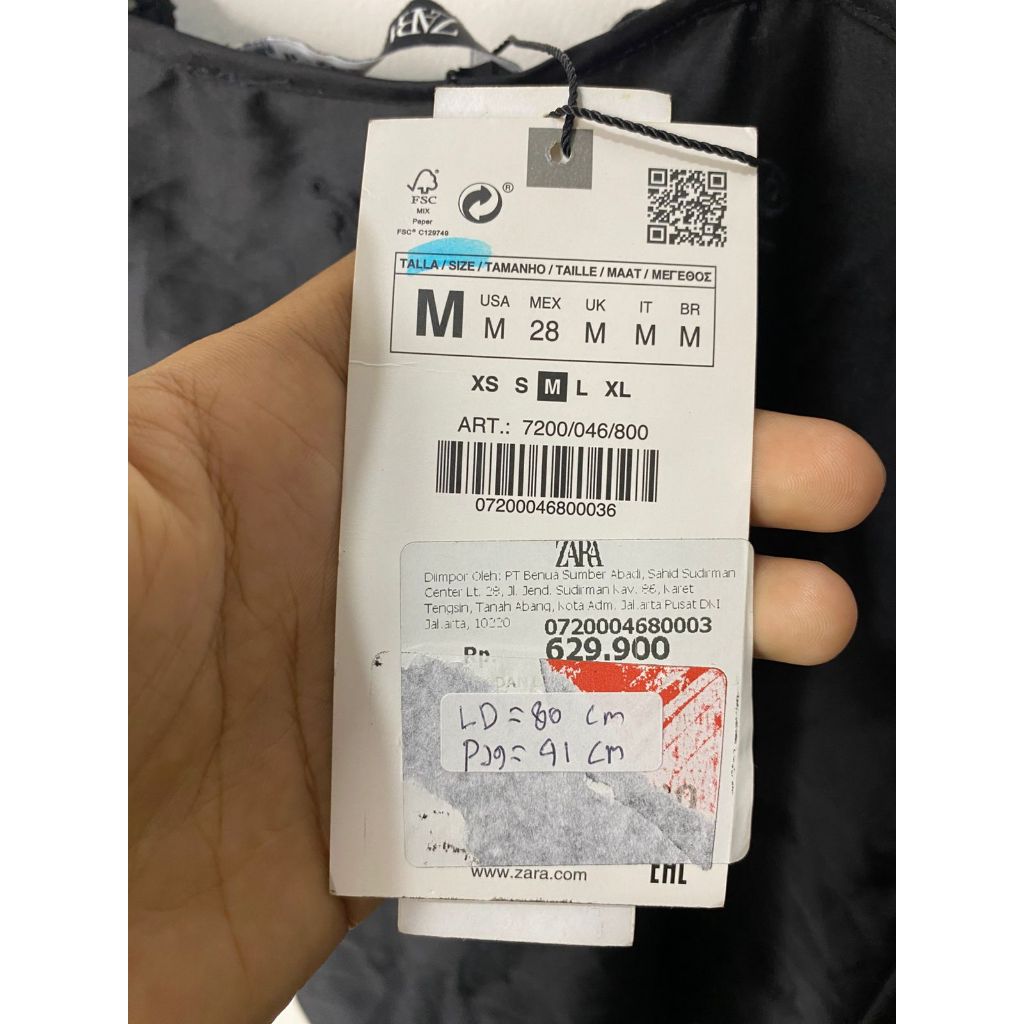 ZARA
FSC
MIX
Paper
FSC® C129749
®
TALLA / SIZE / TAMANHO / TAILLE / MAAT / ΜΕΓΕΘΟΣ
M
USA MEX UK IT BR
M 28 M M M
XS S M L XL
ART.: 7200/046/800
07200046800036
ZARA
Diimpor Oleh: PT Benua Sumber Abadi, Sahid Sudirman
Center Lt. 28, Jl. Jend. Sudirman Kav. 86, Karet
Tengsin, Tanah Abang, Kota Adm. Jakarta Pusat DKI
Jakarta, 10220
0720004680003
Rp. 629.900
LD = 80 cm
Pjg = 91 cm
www.zara.com
EAC